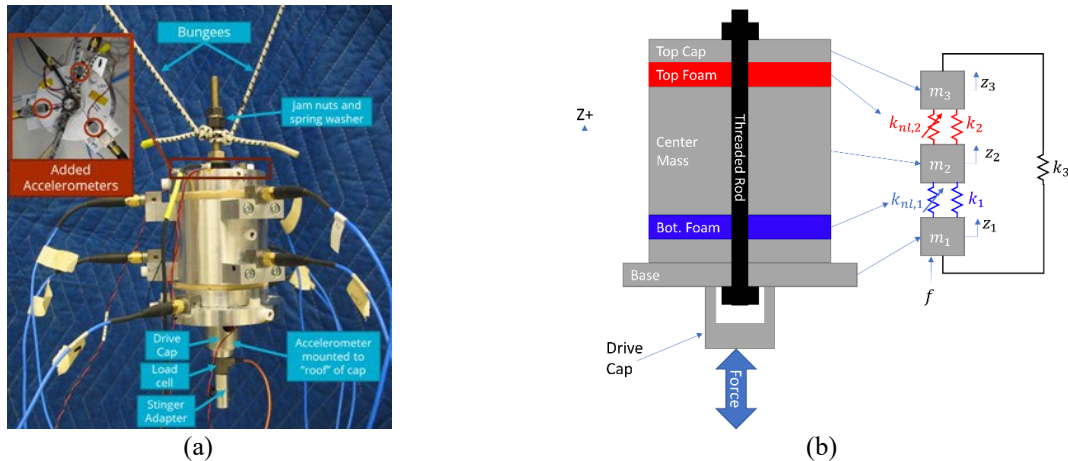 Bungees
Jam nuts and
spring washer
Added
Accelerometers
Drive
Cap
Load
cell
Stinger
Adapter
Accelerometer
mounted to
"roof" of cap
(a)
Z+
Top Cap
Top Foam
Center
Mass
Bot. Foam
Base
Threaded Rod
Drive
Cap
Force
m₃
z₃
kₙₗ,₂
k₂
m₂
z₂
kₙₗ,₁
k₁
m₁
z₁
k₃
f
(b)